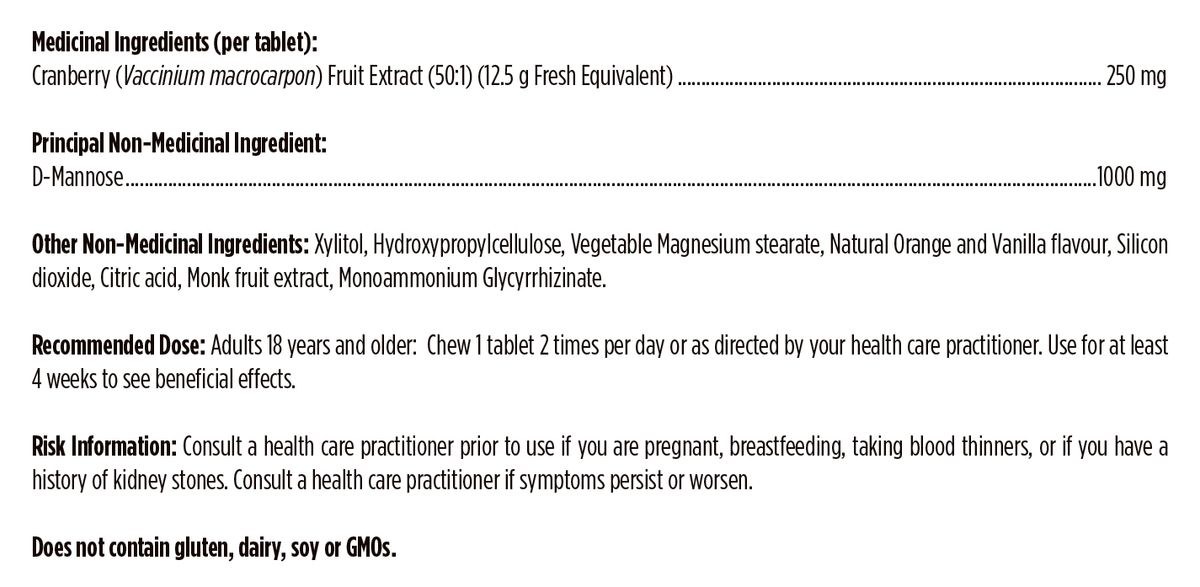 Medicinal Ingredients (per tablet):
Cranberry (Vaccinium macrocarpon) Fruit Extract (50:1) (12.5 g Fresh Equivalent) .......................................................................................... 250 mg
Principal Non-Medicinal Ingredient:
D-Mannose................................................................................................................................................................................................................1000 mg
Other Non-Medicinal Ingredients: Xylitol, Hydroxypropylcellulose, Vegetable Magnesium stearate, Natural Orange and Vanilla flavour, Silicon
dioxide, Citric acid, Monk fruit extract, Monoammonium Glycyrrhizinate.
Recommended Dose: Adults 18 years and older: Chew 1 tablet 2 times per day or as directed by your health care practitioner. Use for at least
4 weeks to see beneficial effects.
Risk Information: Consult a health care practitioner prior to use if you are pregnant, breastfeeding, taking blood thinners, or if you have a
history of kidney stones. Consult a health care practitioner if symptoms persist or worsen.
Does not contain gluten, dairy, soy or GMOs.